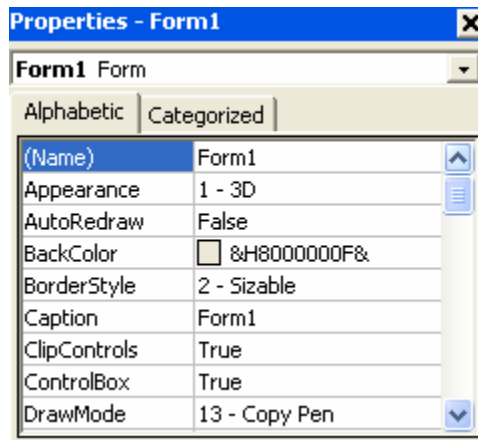 Properties - Form1
Form1 Form
Alphabetic Categorized
(Name) Form1
Appearance 1 - 3D
AutoRedraw False
BackColor &H8000000F&
BorderStyle 2 - Sizable
Caption Form1
ClipControls True
ControlBox True
DrawMode 13 - Copy Pen